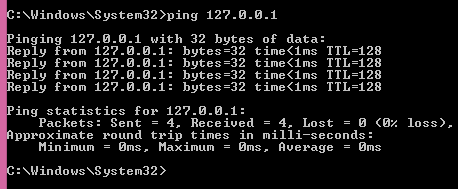 C:\Windows\System32>ping 127.0.0.1
Pinging 127.0.0.1 with 32 bytes of data:
Reply from 127.0.0.1: bytes=32 time<1ms TTL=128
Reply from 127.0.0.1: bytes=32 time<1ms TTL=128
Reply from 127.0.0.1: bytes=32 time<1ms TTL=128
Reply from 127.0.0.1: bytes=32 time<1ms TTL=128
Ping statistics for 127.0.0.1:
    Packets: Sent = 4, Received = 4, Lost = 0 (0% loss),
Approximate round trip times in milli-seconds:
    Minimum = 0ms, Maximum = 0ms, Average = 0ms
C:\Windows\System32>